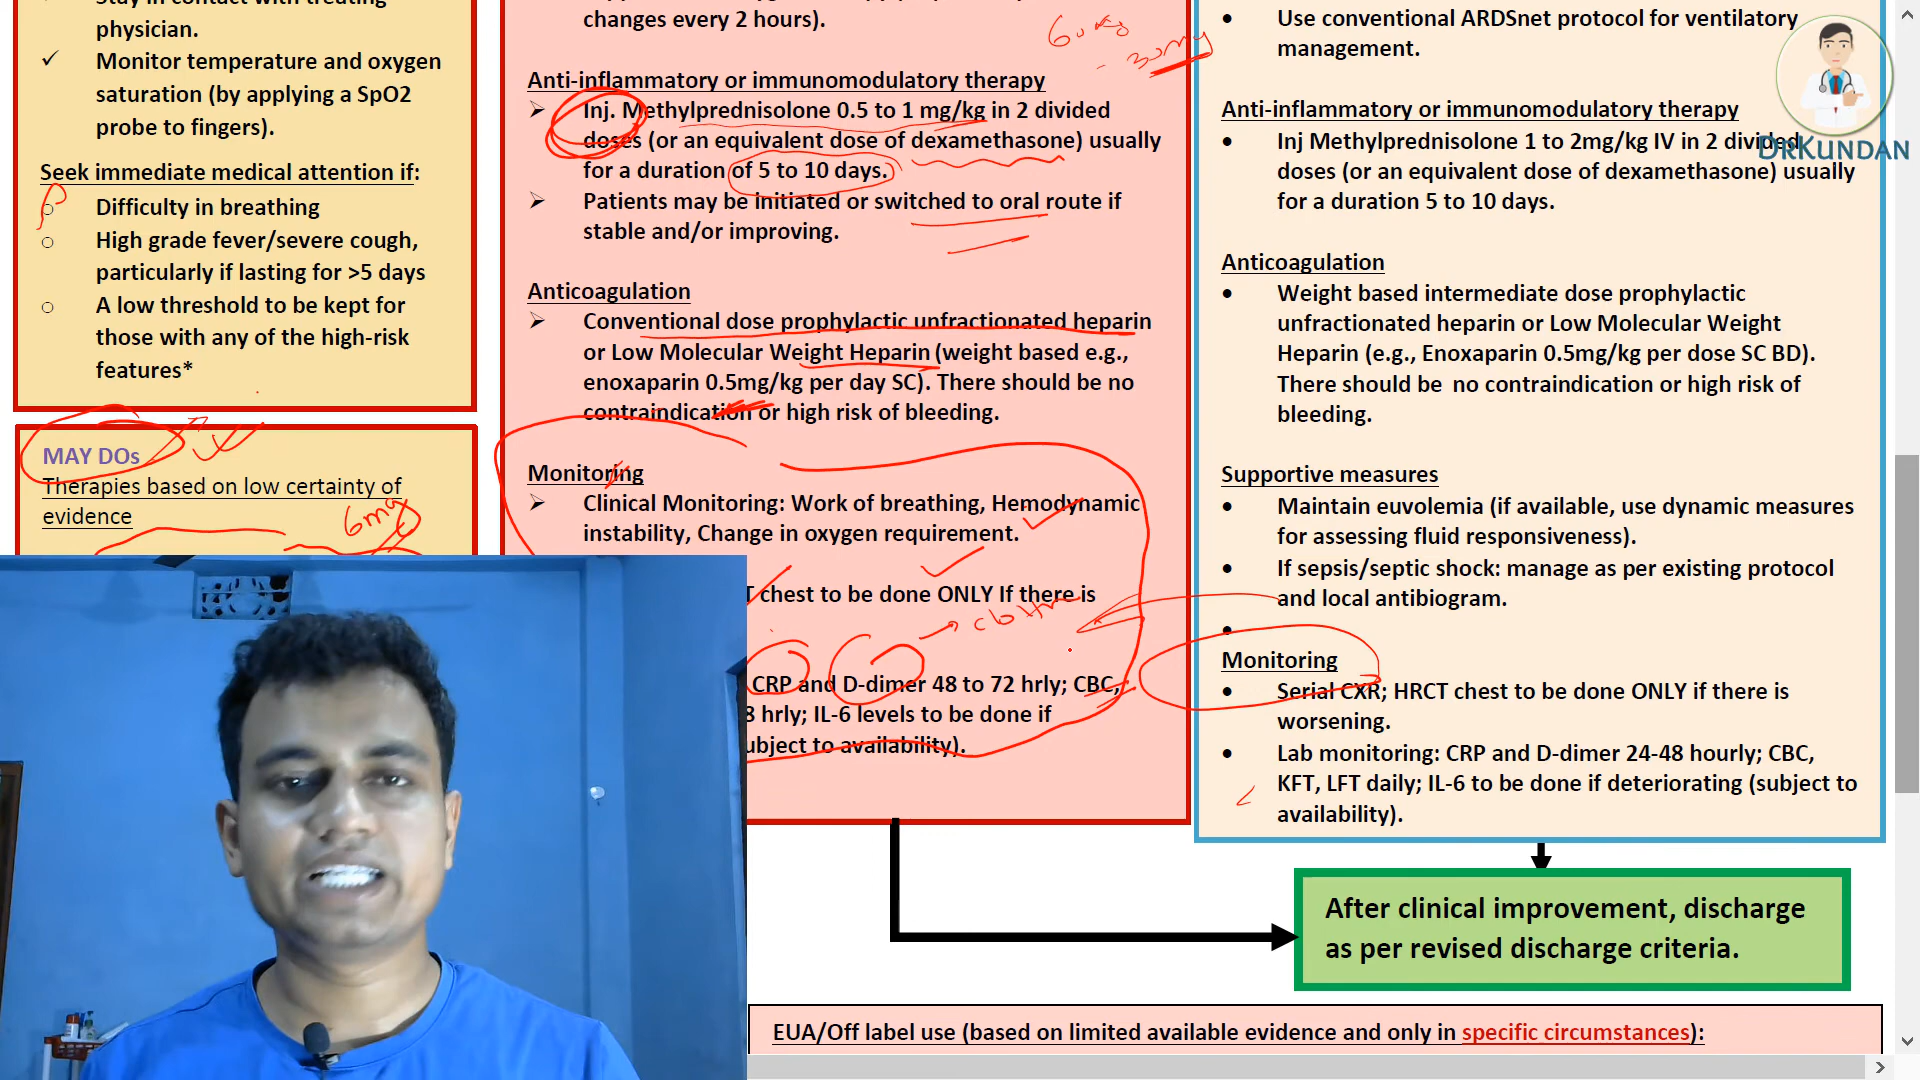 Stay in contact with treating
physician.
✓ Monitor temperature and oxygen
saturation (by applying a SpO2
probe to fingers).
Seek immediate medical attention if:
○ Difficulty in breathing
○ High grade fever/severe cough,
particularly if lasting for >5 days
○ A low threshold to be kept for
those with any of the high-risk
features*
MAY DOs
Therapies based on low certainty of
evidence
6mg
changes every 2 hours).
60 kg
- 30mg
Anti-inflammatory or immunomodulatory therapy
➢ Inj. Methylprednisolone 0.5 to 1 mg/kg in 2 divided
doses (or an equivalent dose of dexamethasone) usually
for a duration of 5 to 10 days.
➢ Patients may be initiated or switched to oral route if
stable and/or improving.
Anticoagulation
➢ Conventional dose prophylactic unfractionated heparin
or Low Molecular Weight Heparin (weight based e.g.,
enoxaparin 0.5mg/kg per day SC). There should be no
contraindication or high risk of bleeding.
Monitoring
➢ Clinical Monitoring: Work of breathing, Hemodynamic
instability, Change in oxygen requirement.
chest to be done ONLY If there is
CRP and D-dimer 48 to 72 hrly; CBC,
8 hrly; IL-6 levels to be done if
availability).
• Use conventional ARDSnet protocol for ventilatory
management.
Anti-inflammatory or immunomodulatory therapy
• Inj Methylprednisolone 1 to 2mg/kg IV in 2 divided
doses (or an equivalent dose of dexamethasone) usually
for a duration 5 to 10 days.
DRKUNDAN
Anticoagulation
• Weight based intermediate dose prophylactic
unfractionated heparin or Low Molecular Weight
Heparin (e.g., Enoxaparin 0.5mg/kg per dose SC BD).
There should be no contraindication or high risk of
bleeding.
Supportive measures
• Maintain euvolemia (if available, use dynamic measures
for assessing fluid responsiveness).
• If sepsis/septic shock: manage as per existing protocol
and local antibiogram.
•
Monitoring
• Serial CXR; HRCT chest to be done ONLY if there is
worsening.
• Lab monitoring: CRP and D-dimer 24-48 hourly; CBC,
KFT, LFT daily; IL-6 to be done if deteriorating (subject to
availability).
After clinical improvement, discharge
as per revised discharge criteria.
EUA/Off label use (based on limited available evidence and only in specific circumstances):